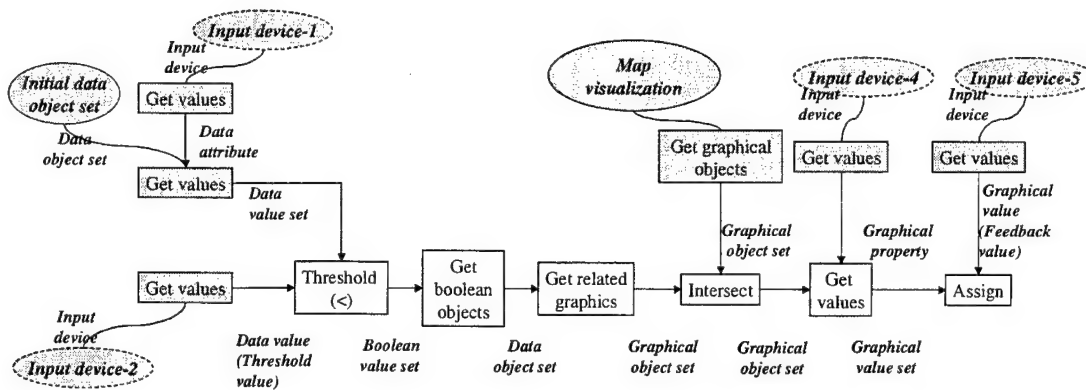 Input device-1
Input
device
Initial data
object set
Get values
Data
object set
Data
attribute
Get values
Data
value set
Map
visualization
Input device-4
Input
device
Input device-5
Input
device
Get graphical
objects
Get values
Get values
Graphical
object set
Graphical
property
Graphical
value
(Feedback
value)
Get values
Threshold
(<)
Get
boolean
objects
Get related
graphics
Intersect
Get
values
Assign
Input
device
Input device-2
Data value
(Threshold
value)
Boolean
value set
Data
object set
Graphical
object set
Graphical
object set
Graphical
value set